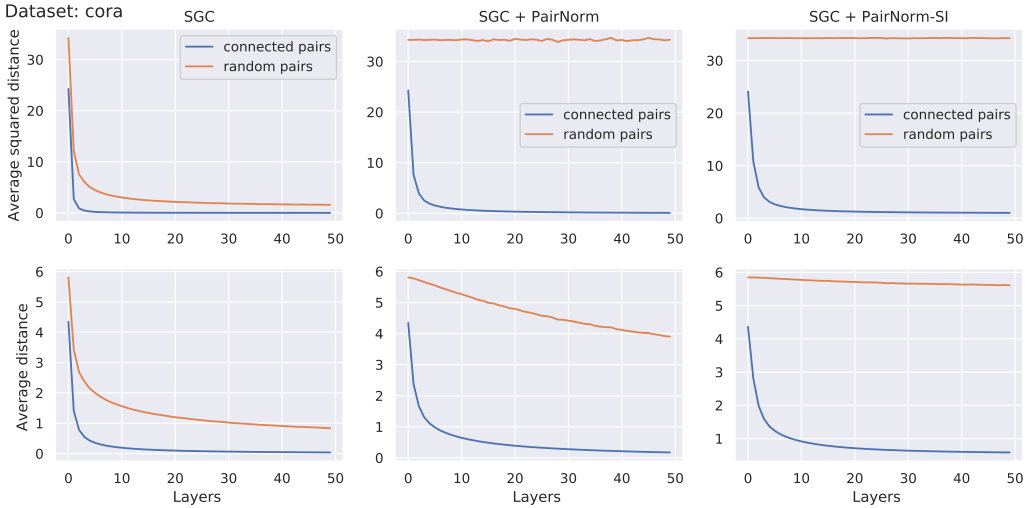 Dataset: cora
SGC
SGC + PairNorm
SGC + PairNorm-SI
Average squared distance
30
20
10
0
connected pairs
random pairs
0 10 20 30 40 50
30
20
10
0
connected pairs
random pairs
0 10 20 30 40 50
30
20
10
0
connected pairs
random pairs
0 10 20 30 40 50
Average distance
6
5
4
3
2
1
0
0 10 20 30 40 50
Layers
6
5
4
3
2
1
0
0 10 20 30 40 50
Layers
6
5
4
3
2
1
0 10 20 30 40 50
Layers